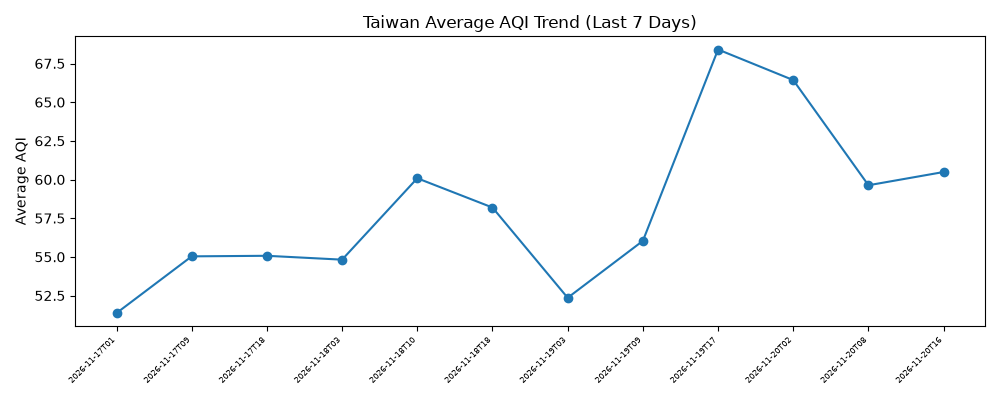 Taiwan Average AQI Trend (Last 7 Days)
Average AQI
67.5
65.0
62.5
60.0
57.5
55.0
52.5
2026-11-17T01
2026-11-17T09
2026-11-17T18
2026-11-18T03
2026-11-18T10
2026-11-18T18
2026-11-19T03
2026-11-19T09
2026-11-19T17
2026-11-20T02
2026-11-20T08
2026-11-20T16